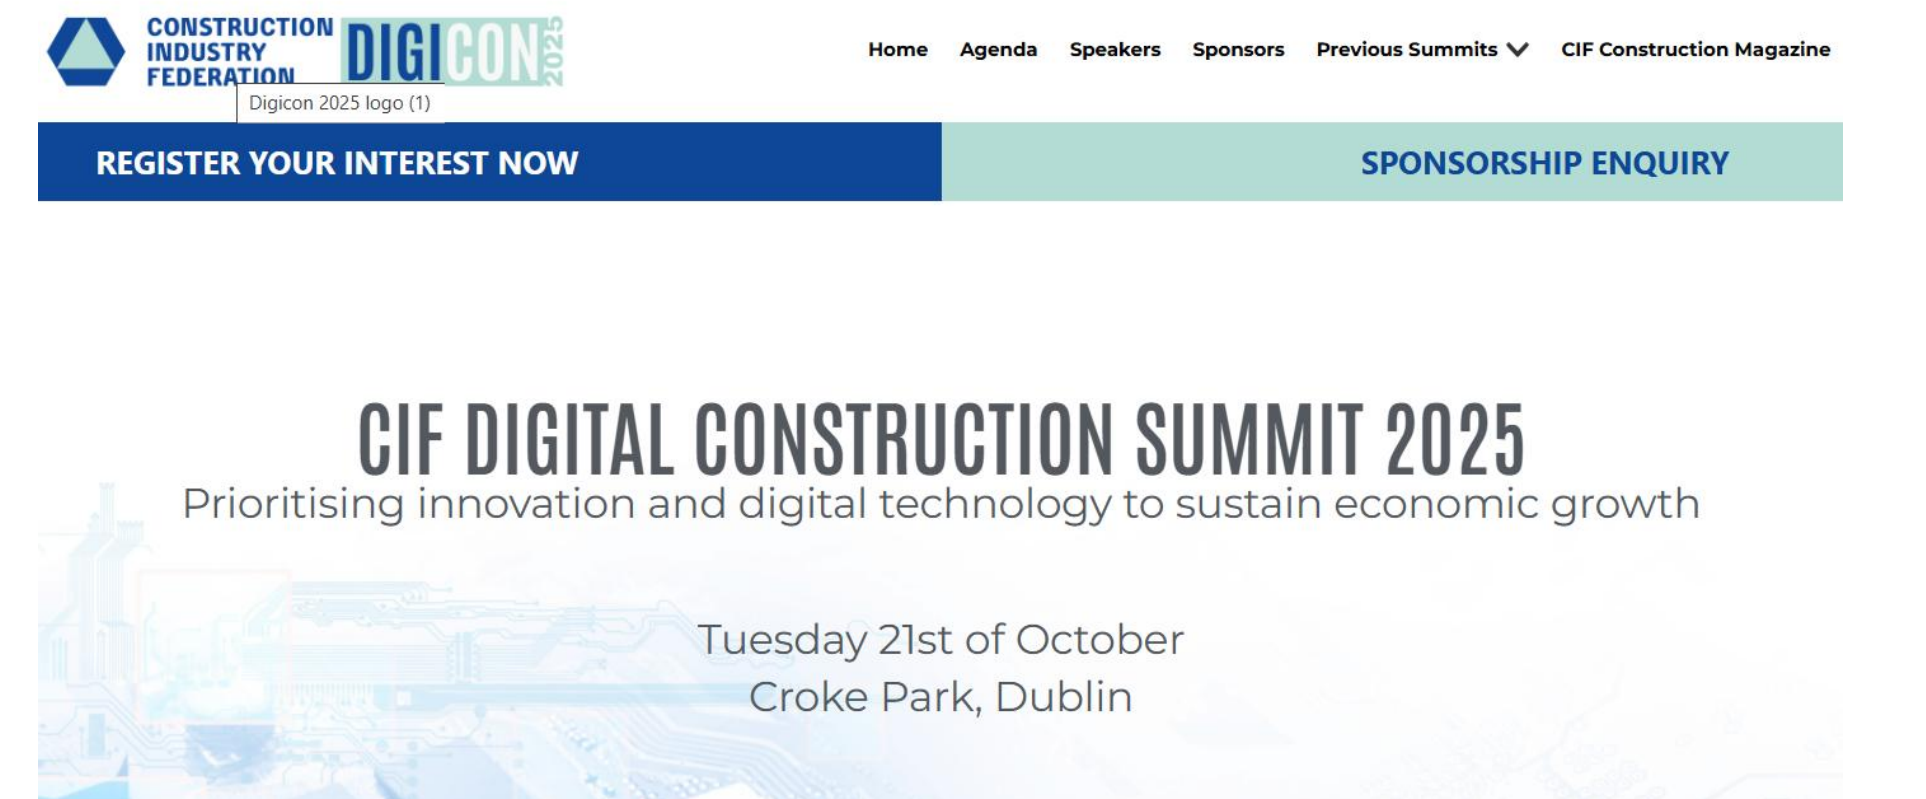 CONSTRUCTION
INDUSTRY
FEDERATION
DIGICON 2025
Home Agenda Speakers Sponsors Previous Summits CIF Construction Magazine
Digicon 2025 logo (1)
REGISTER YOUR INTEREST NOW
SPONSORSHIP ENQUIRY
CIF DIGITAL CONSTRUCTION SUMMIT 2025
Prioritising innovation and digital technology to sustain economic growth
Tuesday 21st of October
Croke Park, Dublin